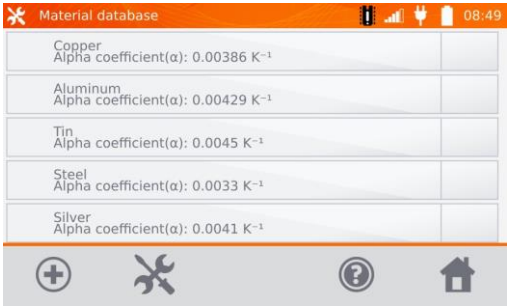 Material database
08:49
Copper
Alpha coefficient(α): 0.00386 K⁻¹
Aluminum
Alpha coefficient(α): 0.00429 K⁻¹
Tin
Alpha coefficient(α): 0.0045 K⁻¹
Steel
Alpha coefficient(α): 0.0033 K⁻¹
Silver
Alpha coefficient(α): 0.0041 K⁻¹